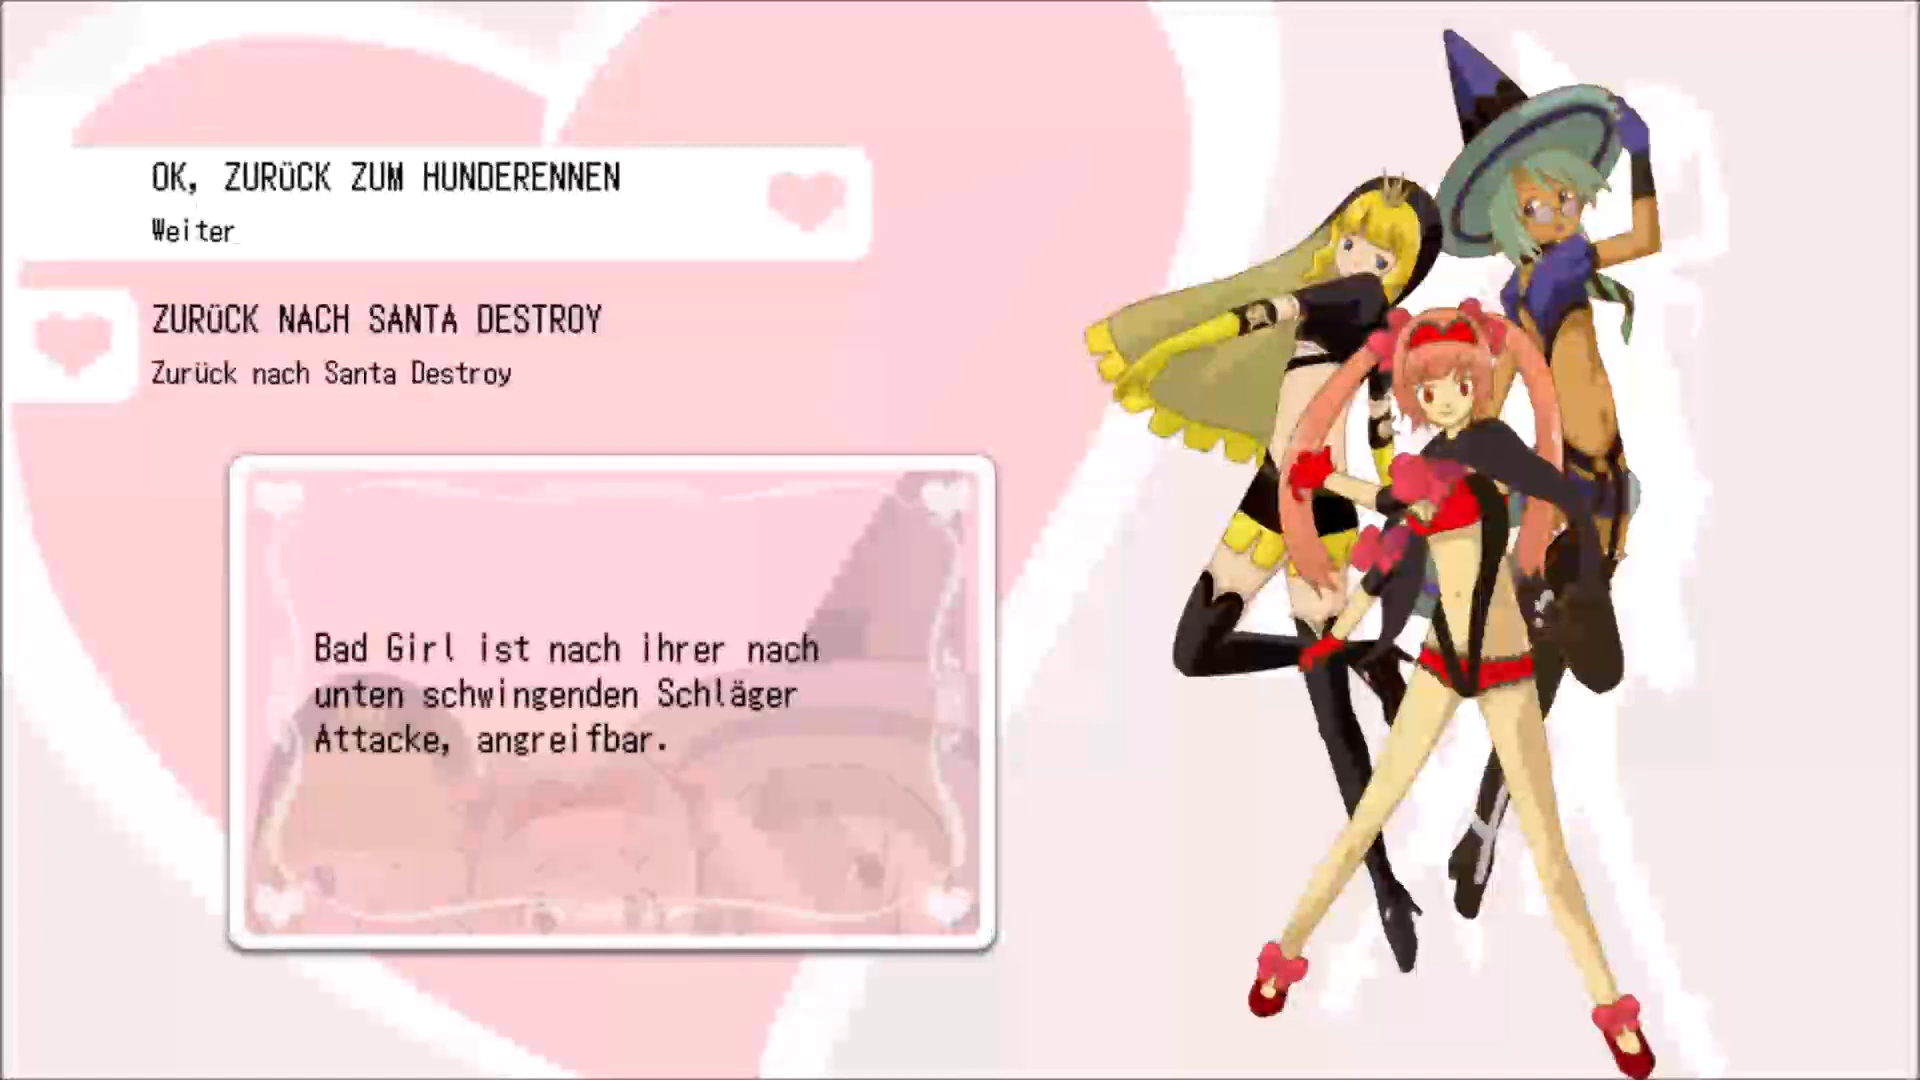 OK, ZURÜCK ZUM HUNDERENNEN
Weiter
ZURÜCK NACH SANTA DESTROY
Zurück nach Santa Destroy
Bad Girl ist nach ihrer nach
unten schwingenden Schläger
Attacke, angreifbar.